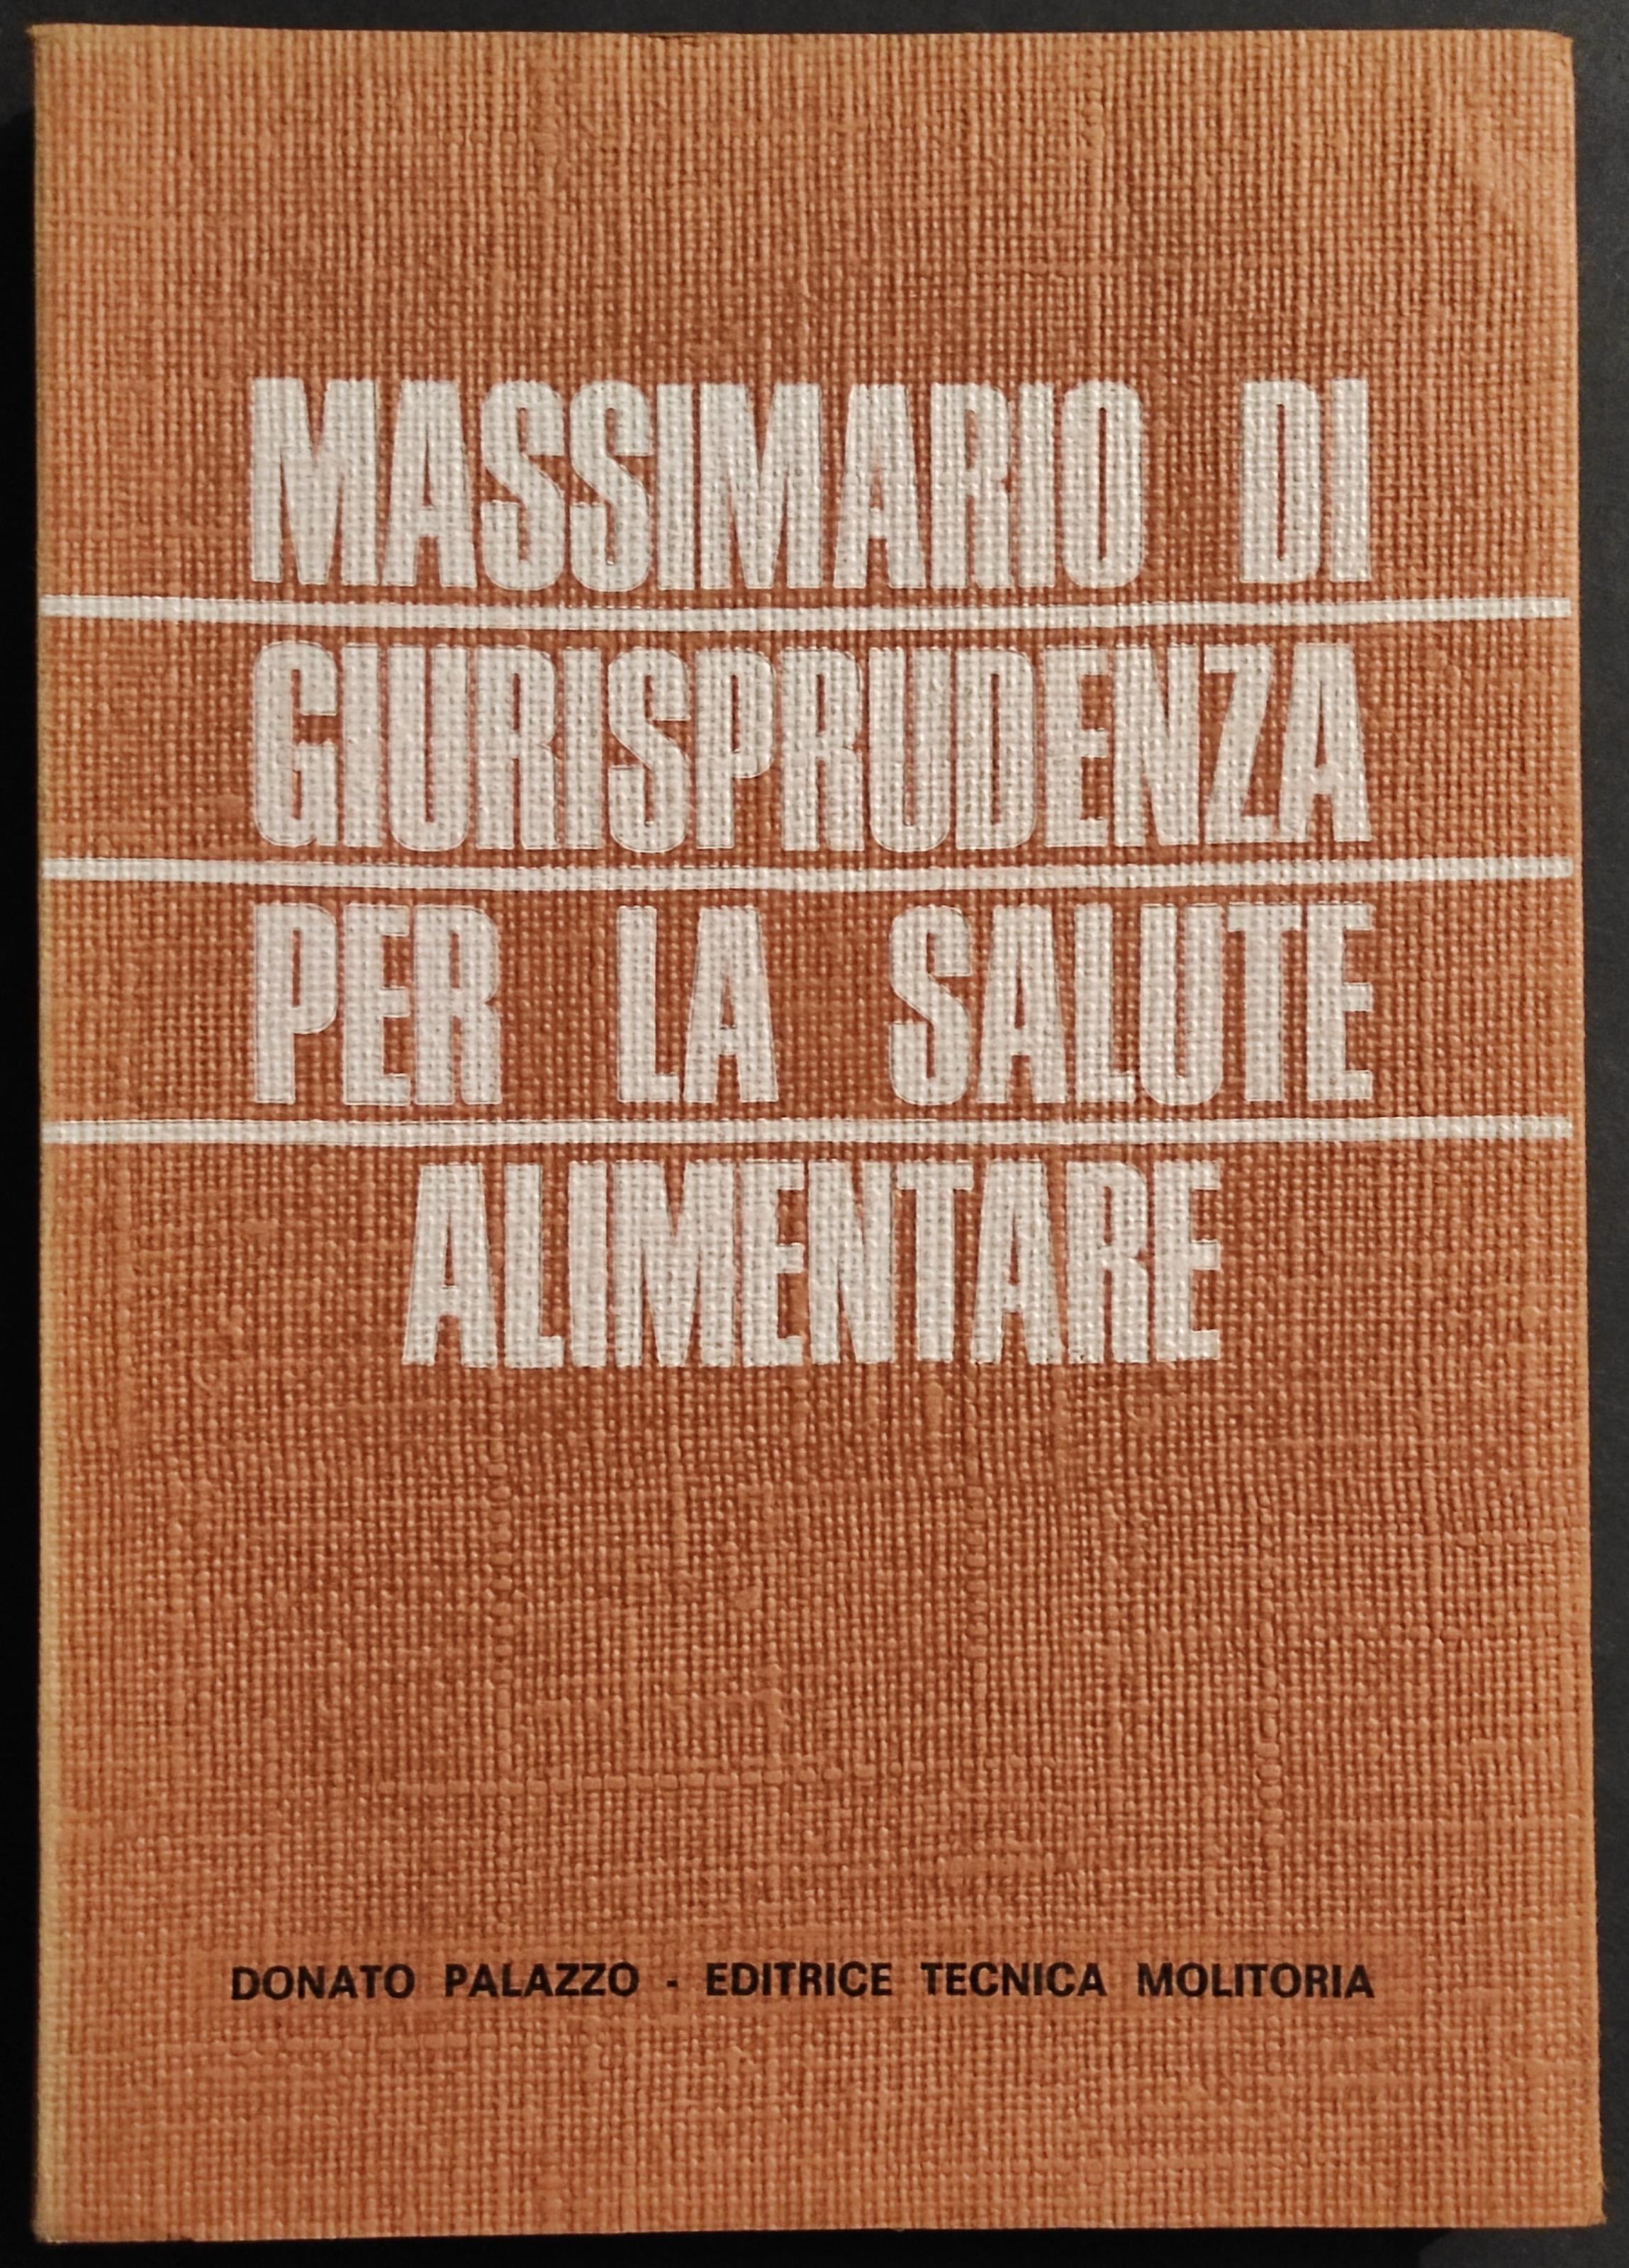 MASSIMARIO DI
GIURISPRUDENZA
PER LA SALUTE
ALIMENTARE
DONATO PALAZZO - EDITRICE TECNICA MOLITORIA